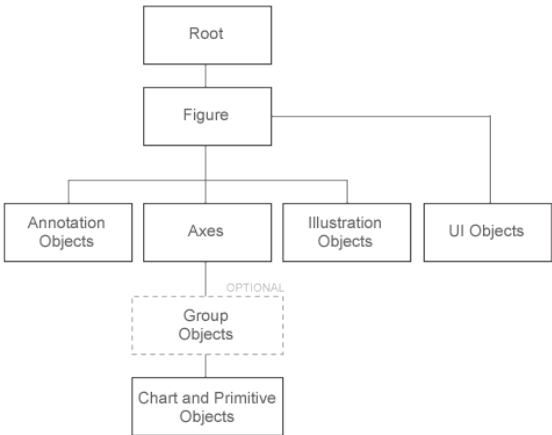 Root
Figure
Annotation
Objects
Axes
Illustration
Objects
UI Objects
OPTIONAL
Group
Objects
Chart and Primitive
Objects